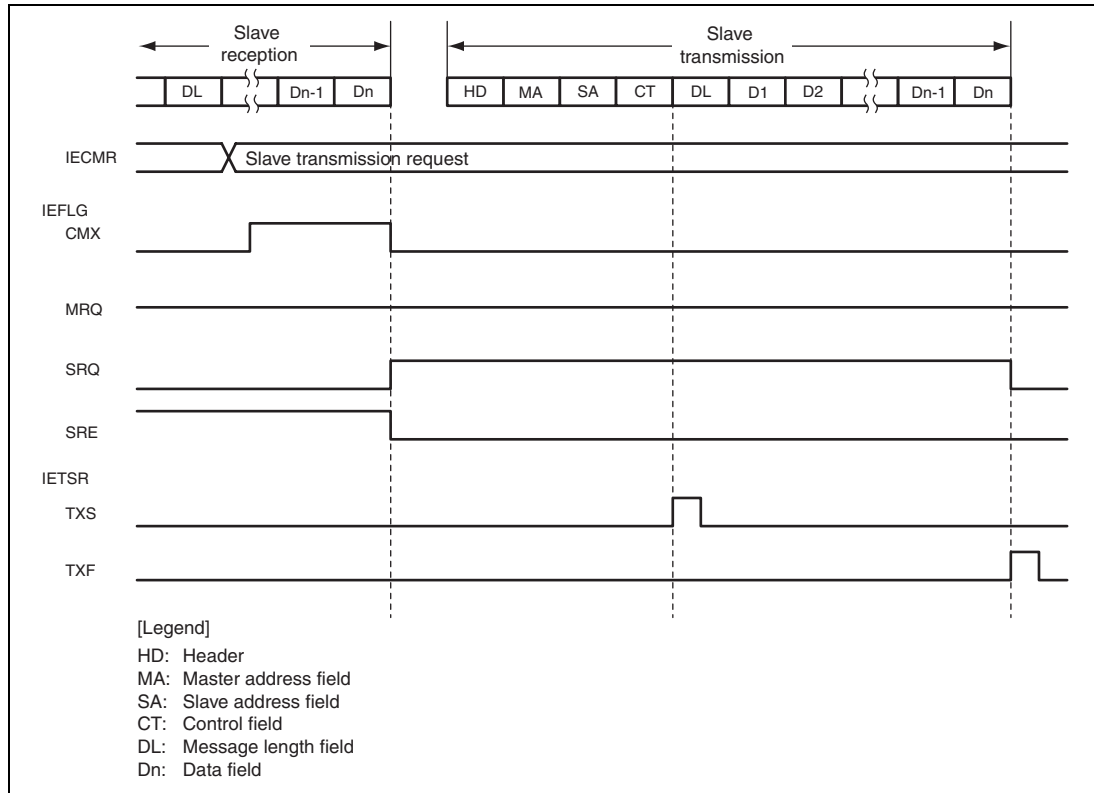 Slave
reception
Slave
transmission
DL Dn-1 Dn HD MA SA CT DL D1 D2 Dn-1 Dn
IECMR Slave transmission request
IEFLG
CMX
MRQ
SRQ
SRE
IETSR
TXS
TXF
[Legend]
HD: Header
MA: Master address field
SA: Slave address field
CT: Control field
DL: Message length field
Dn: Data field